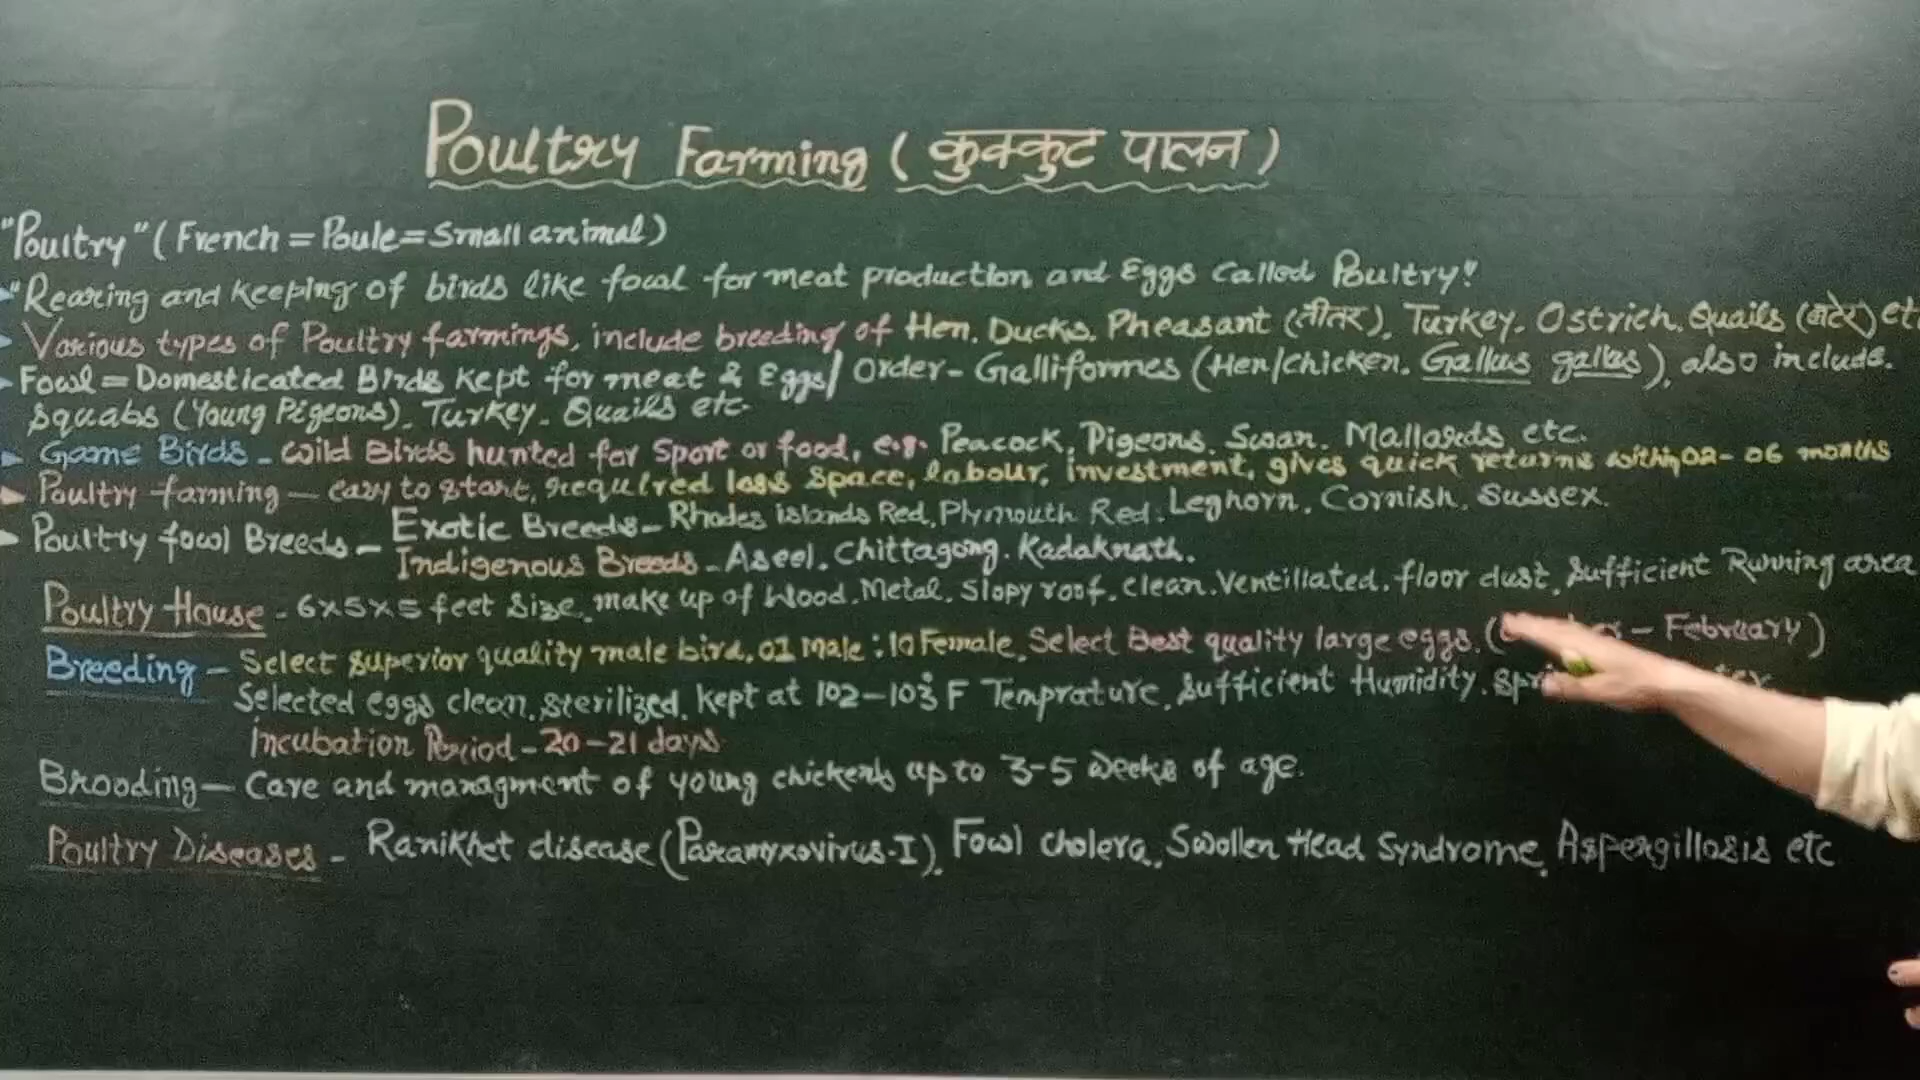 Poultry Farming ( कुक्कुट पालन )
"Poultry" ( French = Poule = Small animal )
"Rearing and keeping of birds like fowl for meat production and Eggs called Poultry".
Various types of Poultry farmings, include breeding of Hen, Ducks, Pheasant (तीतर), Turkey, Ostrich, Quails (बटेर) etc.
Fowl = Domesticated Birds kept for meat & Eggs / Order - Galliformes (Hen/chicken. Gallus gallus), also include.
Squabs (Young Pigeons), Turkey, Quails etc.
Game Birds - wild Birds hunted for sport or food, e.g. Peacock, Pigeons, Swan, Mallards etc.
Poultry farming - easy to start, required less space, labour, investment, gives quick returns within 02-06 months
Poultry fowl Breeds - Exotic Breeds - Rhodes islands Red, Plymouth Red, Leghorn, Cornish, Sussex.
Indigenous Breeds - Aseel, Chittagong, Kadaknath.
Poultry House - 6x5x5 feet size, make up of Wood, Metal, Slopy roof, clean, ventillated, floor dust, Sufficient Running area
Breeding - Select superior quality male bird, 01 Male : 10 Female, Select Best quality large eggs. ( - February )
Selected eggs clean, sterilized, kept at 102-103°F Temprature, Sufficient Humidity.
Incubation Period - 20-21 days
Brooding - Care and managment of young chickens up to 3-5 weeks of age.
Poultry Diseases - Ranikhet disease (Paramyxovirus-I), Fowl cholera, Swollen Head Syndrome, Aspergillosis etc